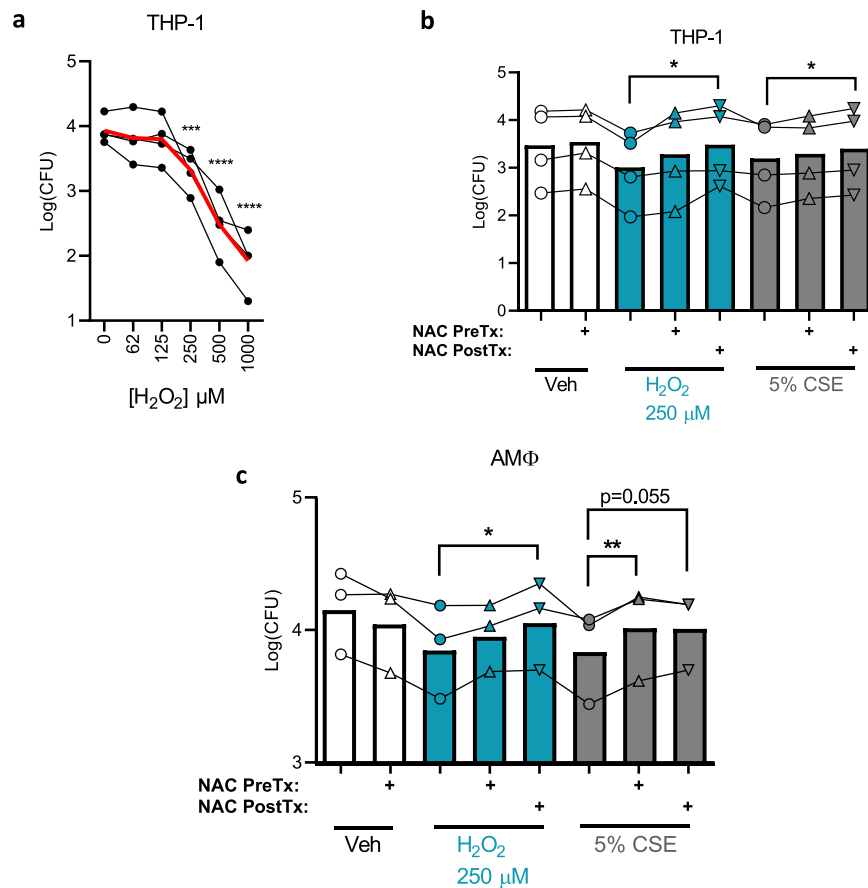 a
THP-1
5
4
3
2
1
Log(CFU)
***
****
****
0
62
125
250
500
1000
[H₂O₂] µM
b
THP-1
5
4
3
2
1
0
Log(CFU)
*
*
NAC PreTx: + + +
NAC PostTx: + +
Veh
H₂O₂
250 µM
5% CSE
c
AMΦ
5
4
3
Log(CFU)
*
**
p=0.055
NAC PreTx: + + +
NAC PostTx: + +
Veh
H₂O₂
250 µM
5% CSE